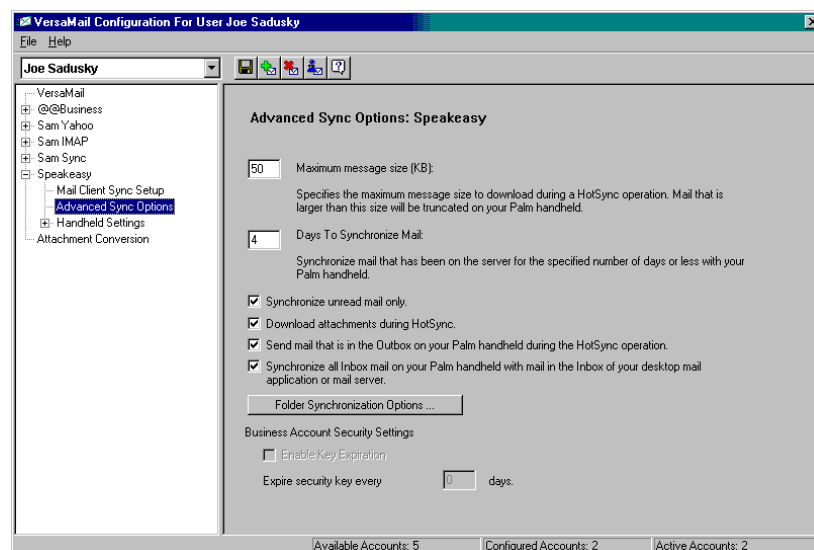 VersaMail Configuration For User Joe Sadusky
File Help
Joe Sadusky
VersaMail
@@Business
Sam Yahoo
Sam IMAP
Sam Sync
Speakeasy
Mail Client Sync Setup
Advanced Sync Options
Handheld Settings
Attachment Conversion
Advanced Sync Options: Speakeasy
50 Maximum message size (KB):
Specifies the maximum message size to download during a HotSync operation. Mail that is
larger than this size will be truncated on your Palm handheld.
4 Days To Synchronize Mail:
Synchronize mail that has been on the server for the specified number of days or less with your
Palm handheld.
Synchronize unread mail only.
Download attachments during HotSync.
Send mail that is in the Outbox on your Palm handheld during the HotSync operation.
Synchronize all Inbox mail on your Palm handheld with mail in the Inbox of your desktop mail
application or mail server.
Folder Synchronization Options ...
Business Account Security Settings
Enable Key Expiration
Expire security key every 0 days.
Available Accounts: 5 Configured Accounts: 2 Active Accounts: 2